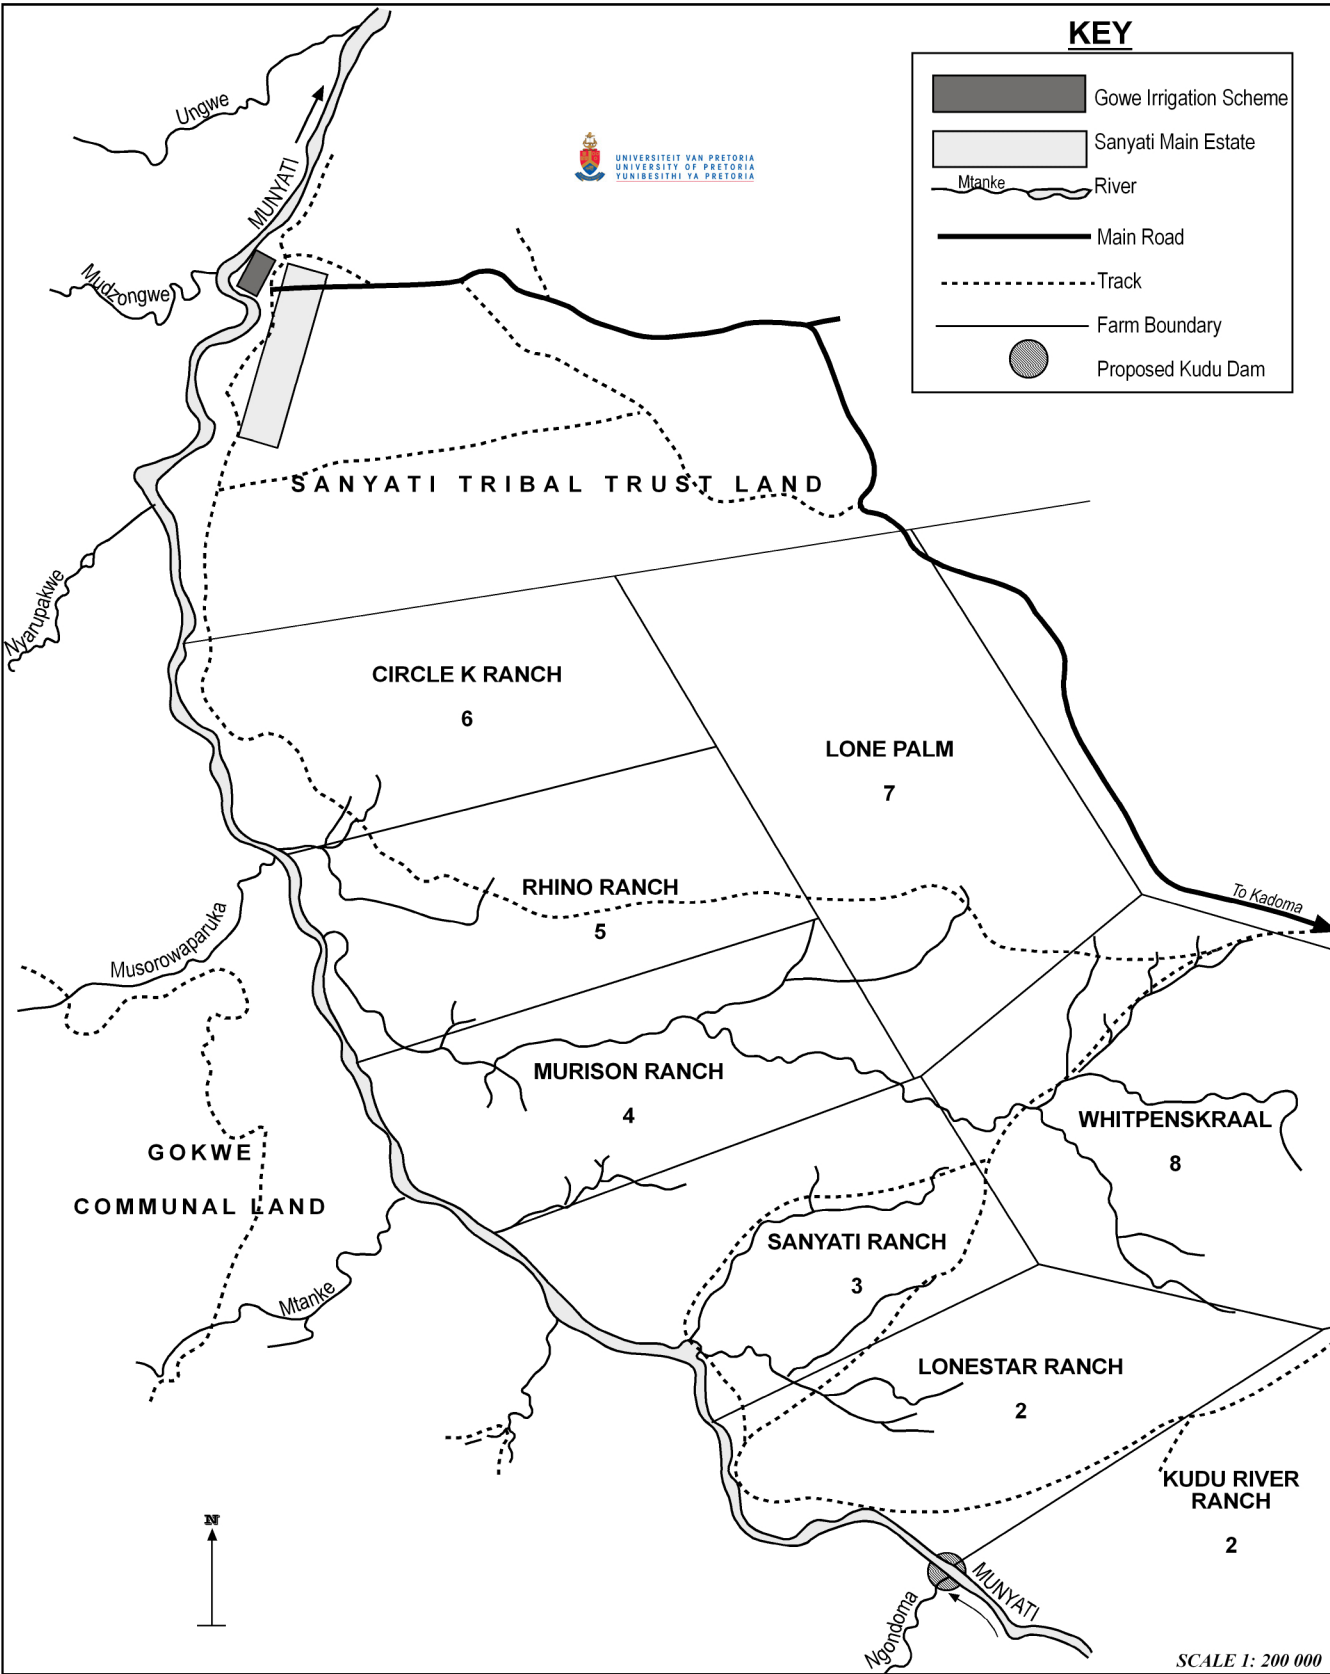 KEY
Gowe Irrigation Scheme
Sanyati Main Estate
Mtanke
River
Main Road
Track
Farm Boundary
Proposed Kudu Dam
UNIVERSITEIT VAN PRETORIA
UNIVERSITY OF PRETORIA
YUNIBESITHI YA PRETORIA
Ungwe
MUNYATI
Mudzongwe
SANYATI TRIBAL TRUST LAND
Nyarupakwe
CIRCLE K RANCH
6
LONE PALM
7
RHINO RANCH
5
To Kadoma
Musorowaparuka
MURISON RANCH
4
WHITPENSKRAAL
8
GOKWE
COMMUNAL LAND
SANYATI RANCH
3
Mtanke
LONESTAR RANCH
2
KUDU RIVER
RANCH
2
N
MUNYATI
Ngondoma
SCALE 1: 200 000